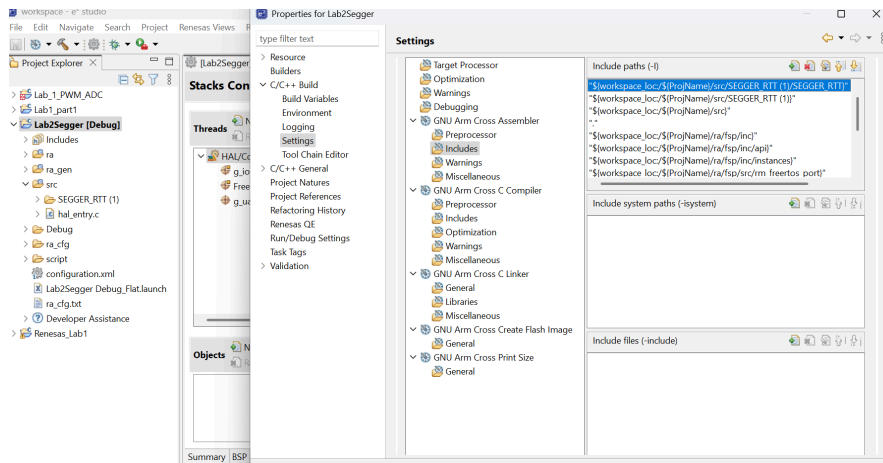 workspace - e² studio
File Edit Navigate Search Project Renesas Views
Project Explorer
Lab_1_PWM_ADC
Lab1_part1
Lab2Segger [Debug]
Includes
ra
ra_gen
src
SEGGER_RTT (1)
hal_entry.c
Debug
ra_cfg
script
configuration.xml
Lab2Segger Debug_Flat.launch
ra_cfg.txt
Developer Assistance
Renesas_Lab1
[Lab2Segger
Stacks Con
Threads
HAL/Co
g_io
Free
g_ua
Objects
Summary BSP
Properties for Lab2Segger
type filter text
Resource
Builders
C/C++ Build
Build Variables
Environment
Logging
Settings
Tool Chain Editor
C/C++ General
Project Natures
Project References
Refactoring History
Renesas QE
Run/Debug Settings
Task Tags
Validation
Settings
Target Processor
Optimization
Warnings
Debugging
GNU Arm Cross Assembler
Preprocessor
Includes
Warnings
Miscellaneous
GNU Arm Cross C Compiler
Preprocessor
Includes
Optimization
Warnings
Miscellaneous
GNU Arm Cross C Linker
General
Libraries
Miscellaneous
GNU Arm Cross Create Flash Image
General
GNU Arm Cross Print Size
General
Include paths (-I)
"${workspace_loc:/${ProjName}/src/SEGGER_RTT (1)/SEGGER_RTT}"
"${workspace_loc:/${ProjName}/src/SEGGER_RTT (1)}"
"${workspace_loc:/${ProjName}/src}"
"."
"${workspace_loc:/${ProjName}/ra/fsp/inc}"
"${workspace_loc:/${ProjName}/ra/fsp/inc/api}"
"${workspace_loc:/${ProjName}/ra/fsp/inc/instances}"
"${workspace_loc:/${ProjName}/ra/fsp/src/rm_freertos_port}"
Include system paths (-isystem)
Include files (-include)